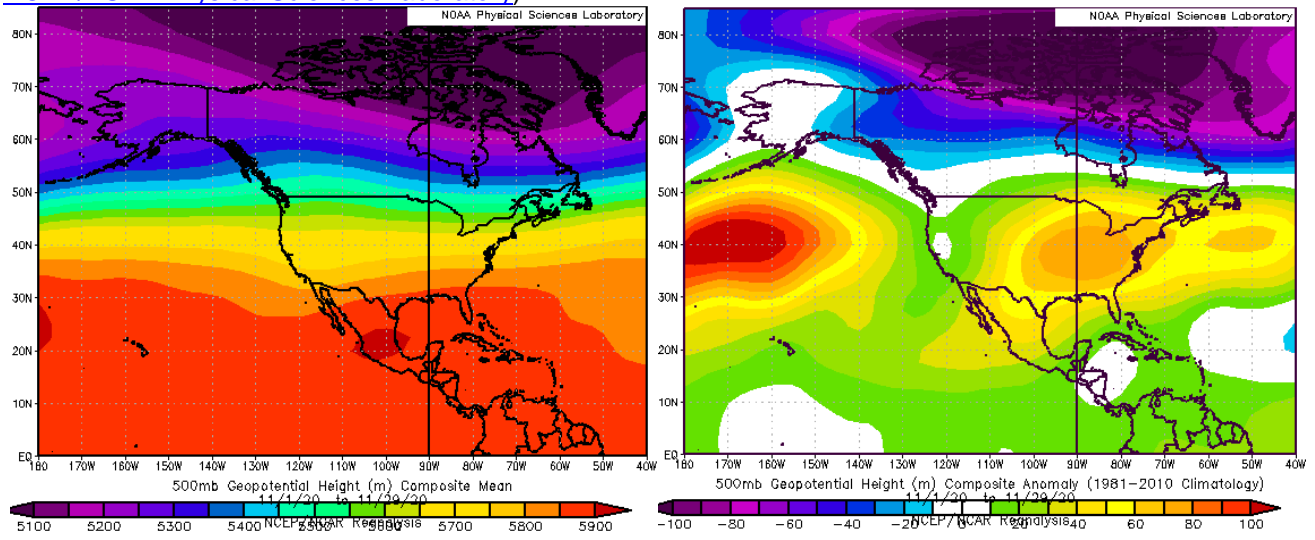 NOAA Physical Sciences Laboratory
80N
70N
60N
50N
40N
30N
20N
10N
EQ
180 170W 160W 150W 140W 130W 120W 110W 100W 90W 80W 70W 60W 50W 40W
500mb Geopotential Height (m) Composite Mean
11/1/20 to 11/29/20
NCEP/NCAR Reanalysis
5100 5200 5300 5400 5700 5800 5900
NOAA Physical Sciences Laboratory
80N
70N
60N
50N
40N
30N
20N
10N
EQ
180 170W 160W 150W 140W 130W 120W 110W 100W 90W 80W 70W 60W 50W 40W
500mb Geopotential Height (m) Composite Anomaly (1981-2010 Climatology)
11/1/20 to 11/29/20
NCEP/NCAR Reanalysis
-100 -80 -60 -40 -20 0 20 40 60 80 100